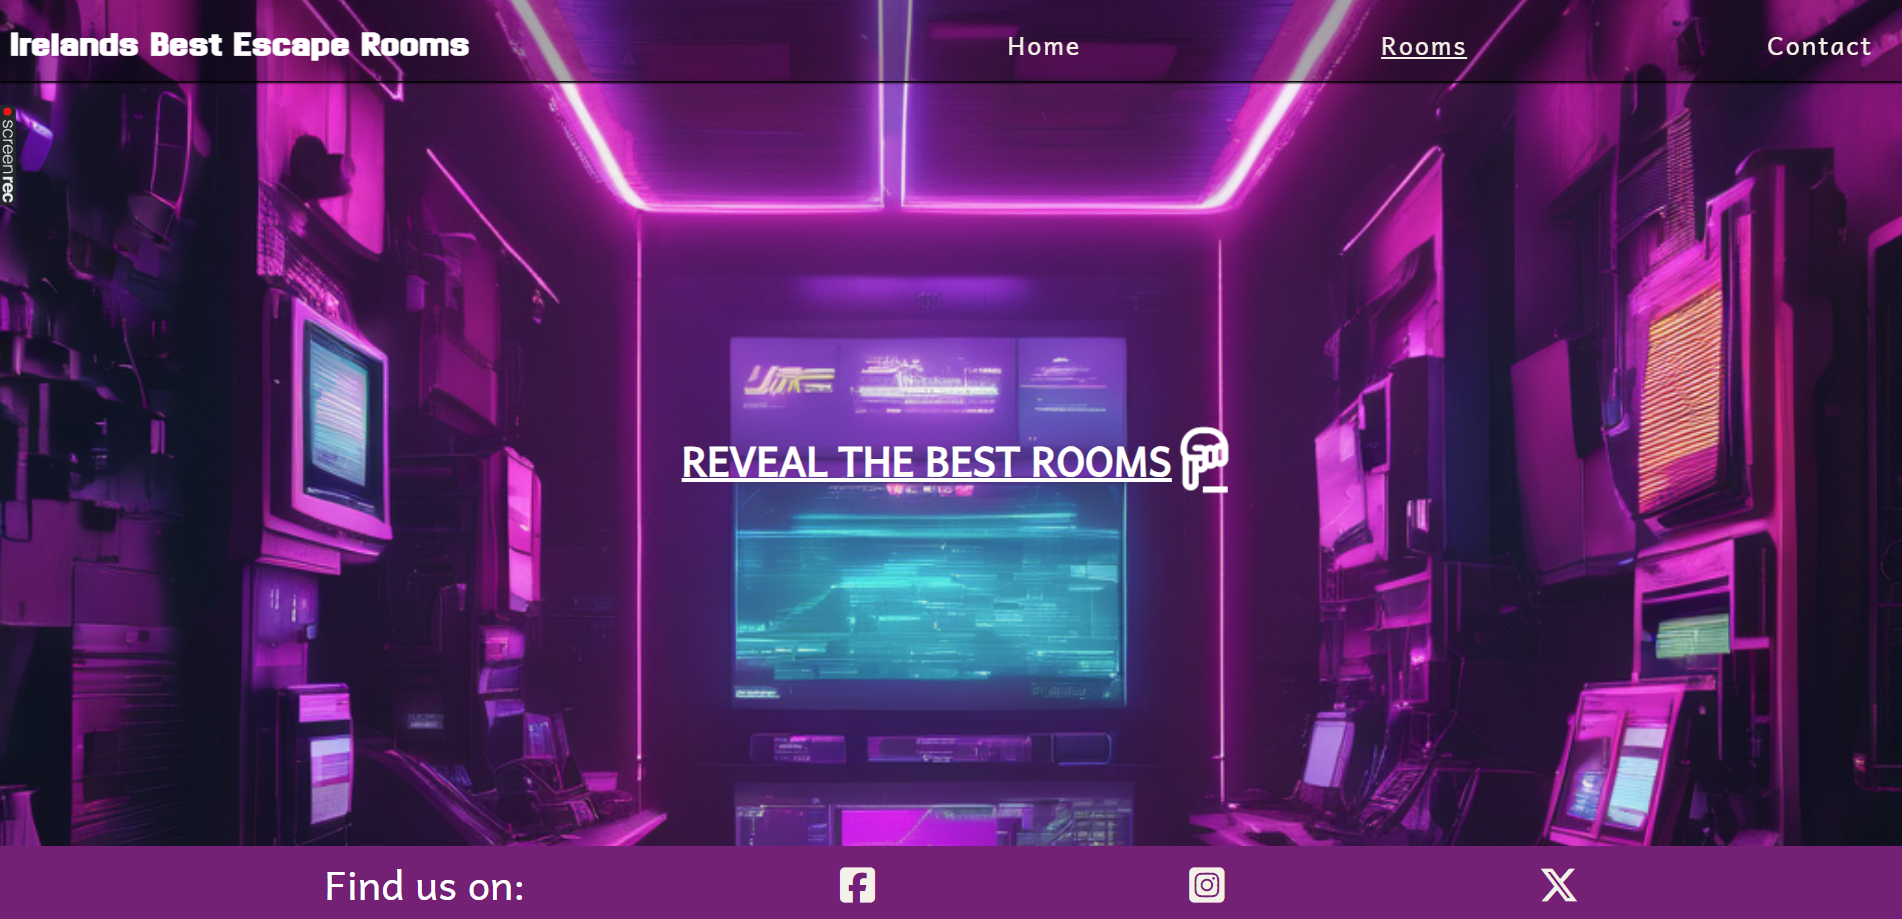 Irelands Best Escape Rooms
Home
Rooms
Contact
screenrec
REVEAL THE BEST ROOMS
Find us on: